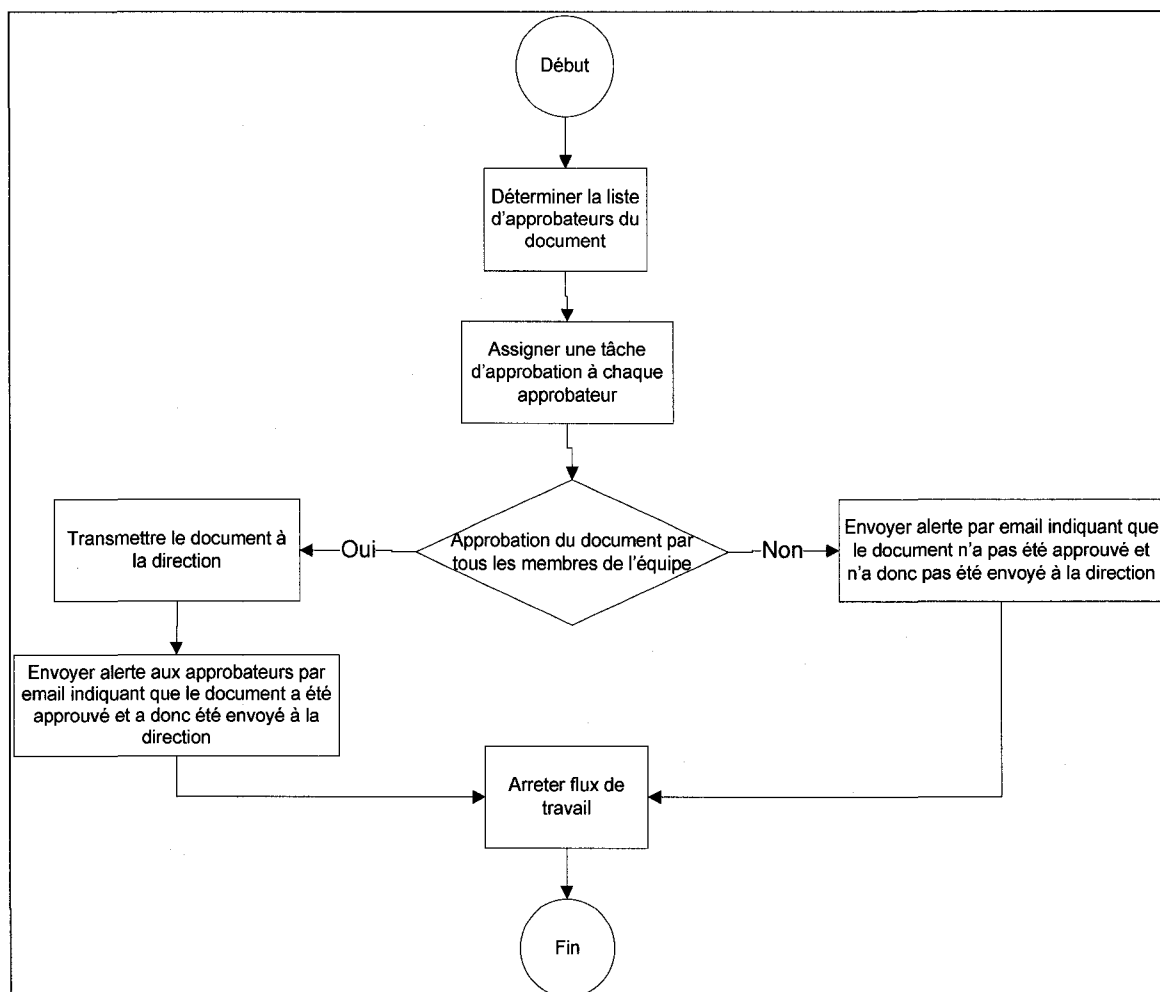 Début
Déterminer la liste
d'approbateurs du
document
Assigner une tâche
d'approbation à chaque
approbateur
Approbation du document par
tous les membres de l'équipe
Oui
Non
Transmettre le document à
la direction
Envoyer alerte par email indiquant que
le document n'a pas été approuvé et
n'a donc pas été envoyé à la direction
Envoyer alerte aux approbateurs par
email indiquant que le document a été
approuvé et a donc été envoyé à la
direction
Arreter flux de
travail
Fin